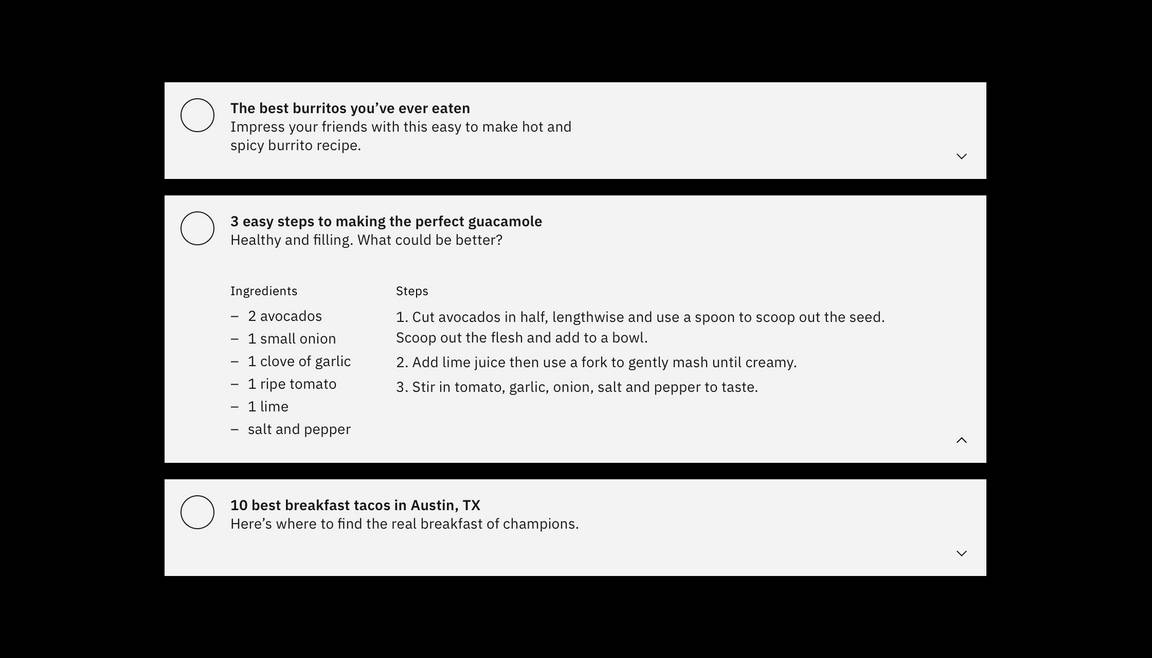 The best burritos you’ve ever eaten
Impress your friends with this easy to make hot and
spicy burrito recipe.
3 easy steps to making the perfect guacamole
Healthy and filling. What could be better?
Ingredients
– 2 avocados
– 1 small onion
– 1 clove of garlic
– 1 ripe tomato
– 1 lime
– salt and pepper
Steps
1. Cut avocados in half, lengthwise and use a spoon to scoop out the seed.
Scoop out the flesh and add to a bowl.
2. Add lime juice then use a fork to gently mash until creamy.
3. Stir in tomato, garlic, onion, salt and pepper to taste.
10 best breakfast tacos in Austin, TX
Here’s where to find the real breakfast of champions.